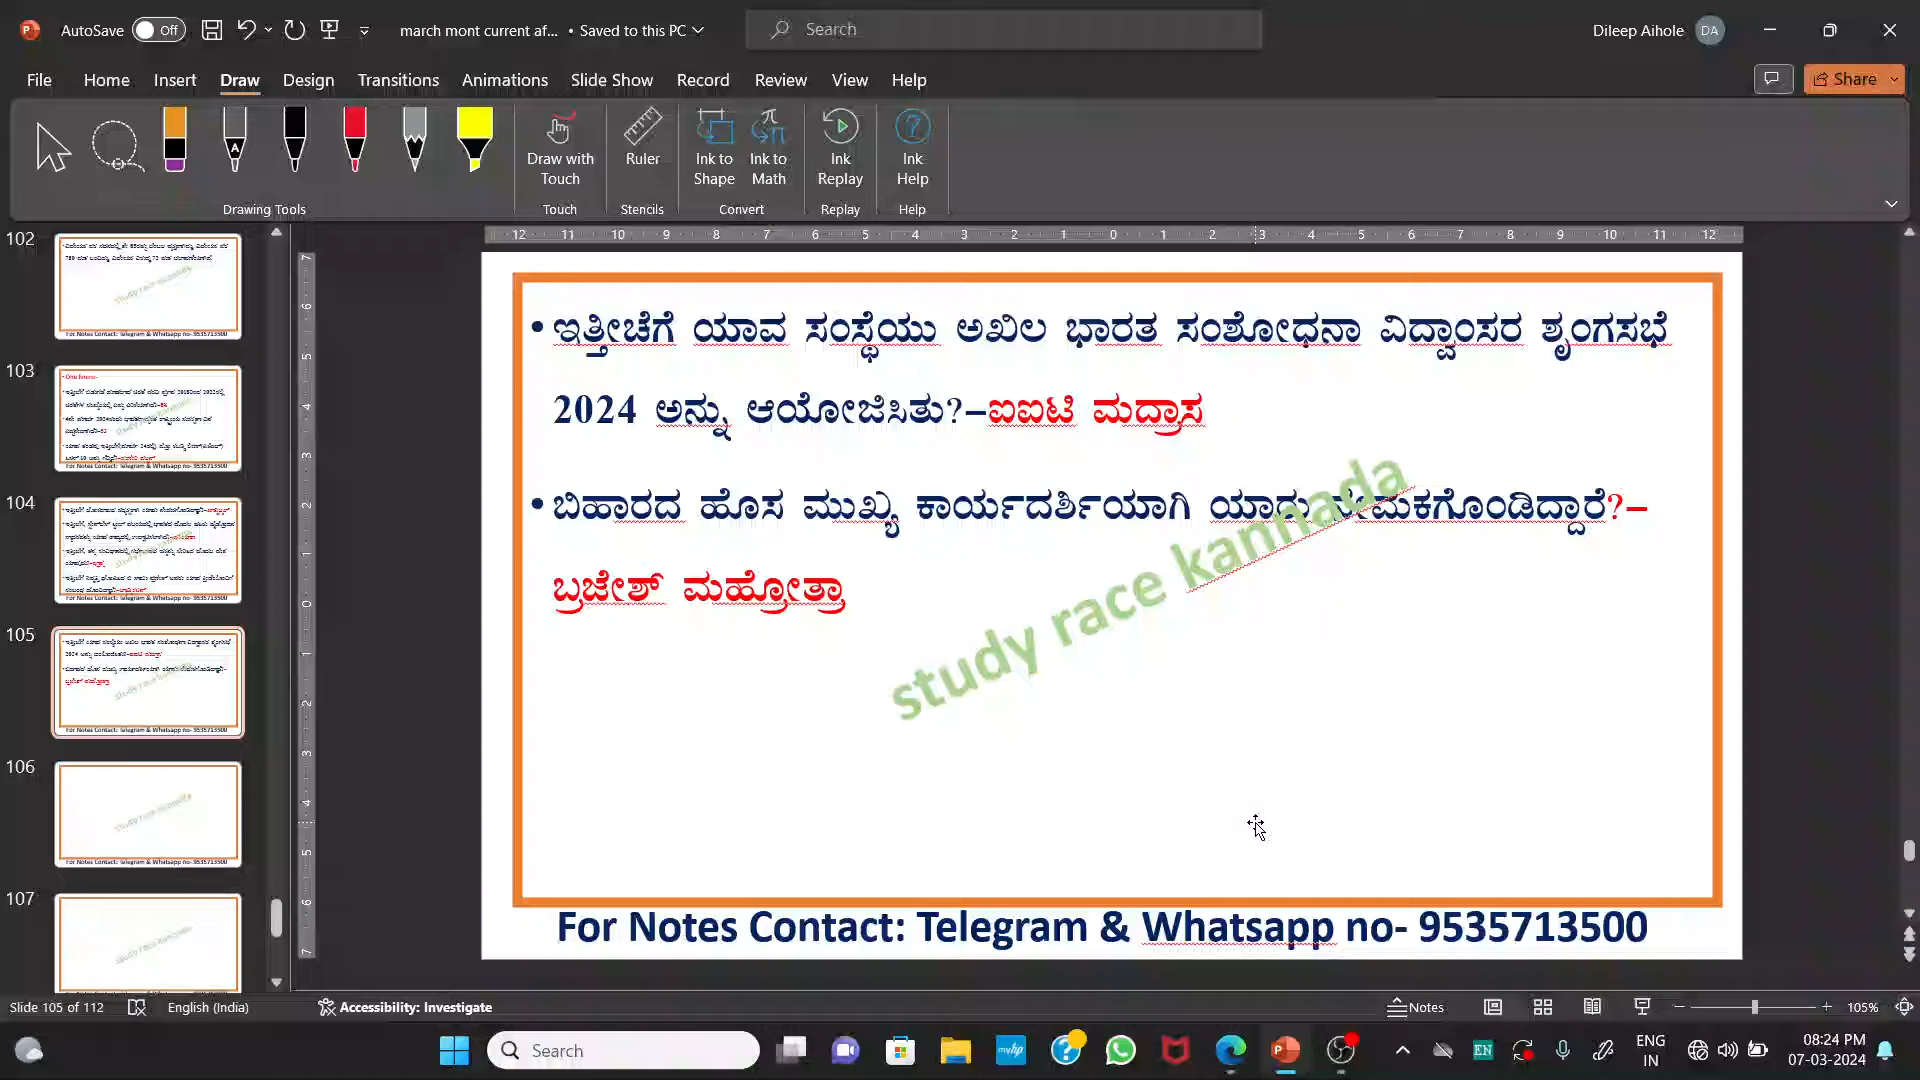 AutoSave Off march mont current af... • Saved to this PC Search Dileep Aihole DA
File Home Insert Draw Design Transitions Animations Slide Show Record Review View Help Share
Draw with Touch
Ruler
Ink to Shape
Ink to Math
Ink Replay
Ink Help
Drawing Tools Touch Stencils Convert Replay Help
102
103
104
105
106
107
•ಇತ್ತೀಚೆಗೆ ಯಾವ ಸಂಸ್ಥೆಯು ಅಖಿಲ ಭಾರತ ಸಂಶೋಧನಾ ವಿದ್ವಾಂಸರ ಶೃಂಗಸಭೆ
2024 ಅನ್ನು ಆಯೋಜಿಸಿತು?–ಐಐಟಿ ಮದ್ರಾಸ
•ಬಿಹಾರದ ಹೊಸ ಮುಖ್ಯ ಕಾರ್ಯದರ್ಶಿಯಾಗಿ ಯಾರು ನೇಮಕಗೊಂಡಿದ್ದಾರೆ?–
ಬ್ರಜೇಶ್ ಮಹ್ರೋತ್ರಾ
study race kannada
For Notes Contact: Telegram & Whatsapp no- 9535713500
Slide 105 of 112 English (India) Accessibility: Investigate Notes 105%
Search ENG IN 08:24 PM 07-03-2024